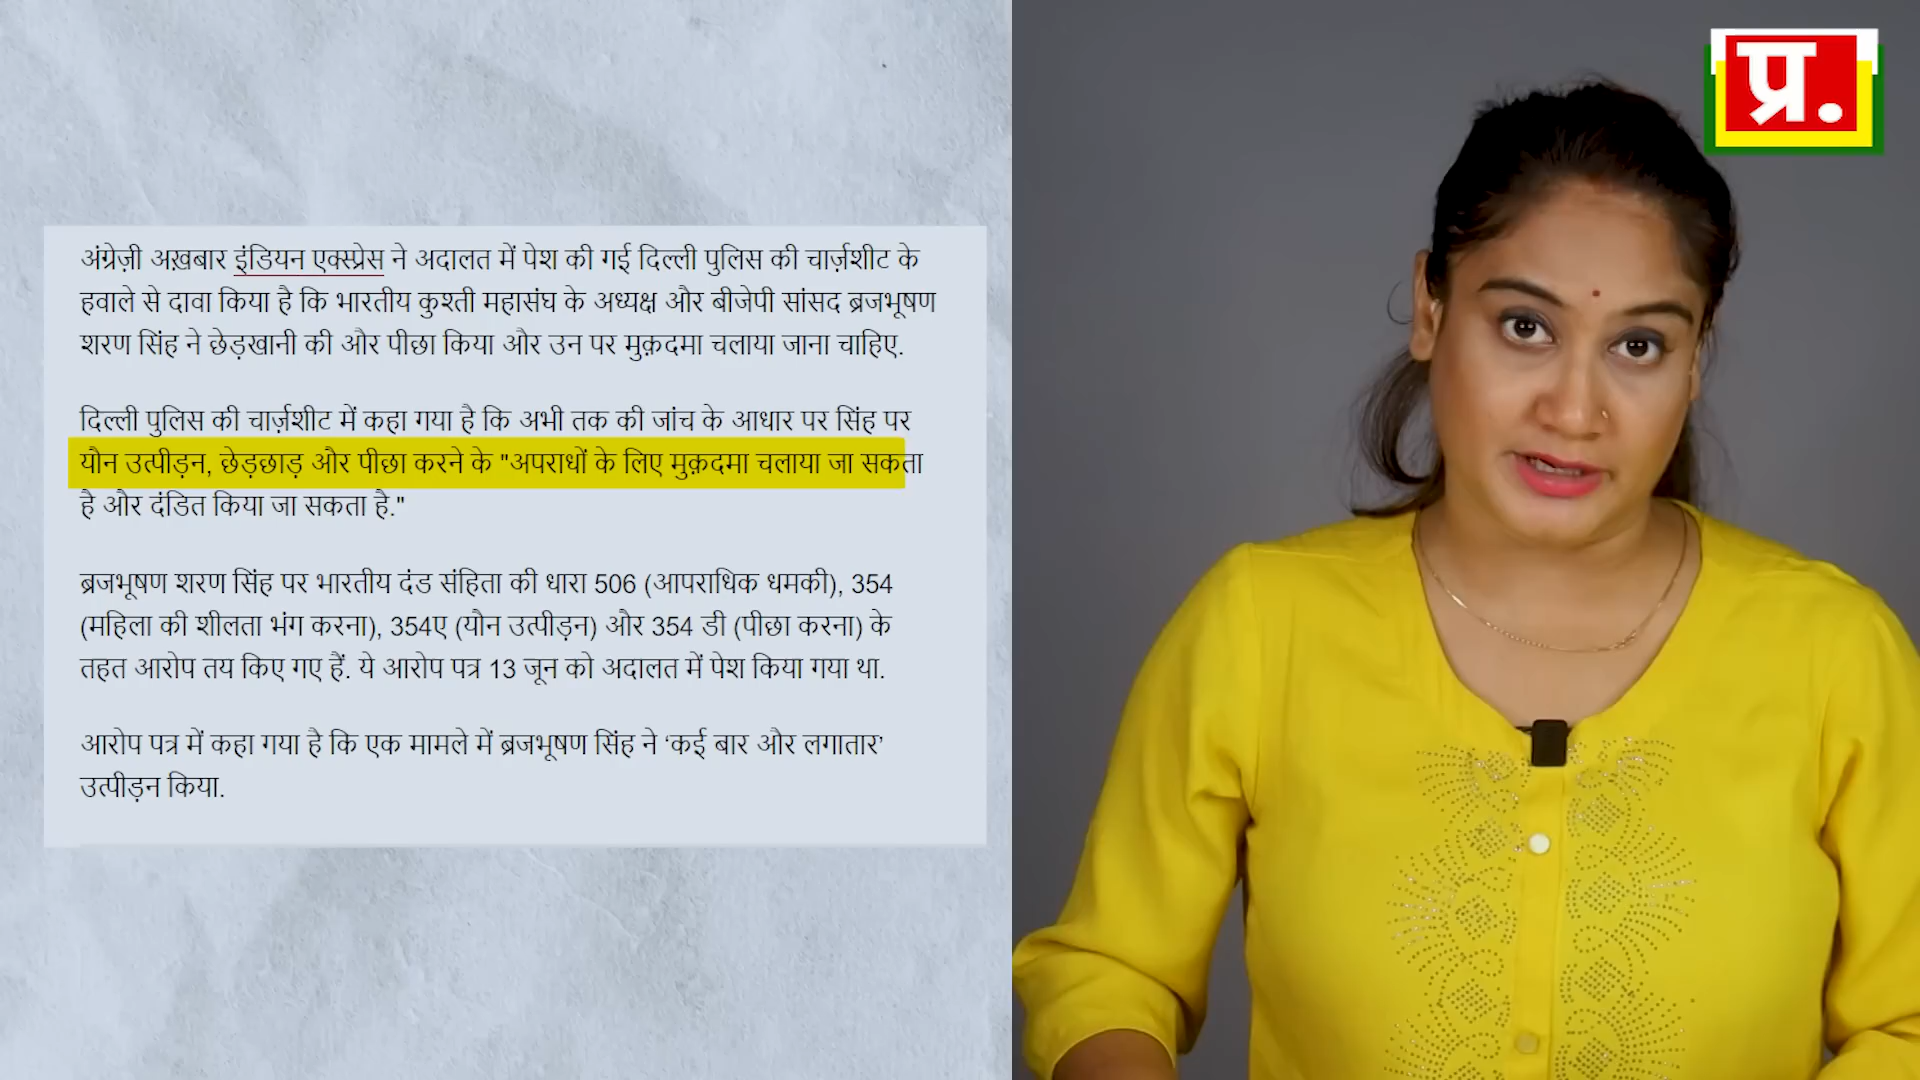 अंग्रेज़ी अख़बार इंडियन एक्स्प्रेस ने अदालत में पेश की गई दिल्ली पुलिस की चार्ज़शीट के
हवाले से दावा किया है कि भारतीय कुश्ती महासंघ के अध्यक्ष और बीजेपी सांसद ब्रजभूषण
शरण सिंह ने छेड़खानी की और पीछा किया और उन पर मुक़दमा चलाया जाना चाहिए.
दिल्ली पुलिस की चार्ज़शीट में कहा गया है कि अभी तक की जांच के आधार पर सिंह पर
यौन उत्पीड़न, छेड़छाड़ और पीछा करने के "अपराधों के लिए मुक़दमा चलाया जा सकता
है और दंडित किया जा सकता है."
ब्रजभूषण शरण सिंह पर भारतीय दंड संहिता की धारा 506 (आपराधिक धमकी), 354
(महिला की शीलता भंग करना), 354ए (यौन उत्पीड़न) और 354 डी (पीछा करना) के
तहत आरोप तय किए गए हैं. ये आरोप पत्र 13 जून को अदालत में पेश किया गया था.
आरोप पत्र में कहा गया है कि एक मामले में ब्रजभूषण सिंह ने ‘कई बार और लगातार’
उत्पीड़न किया.
प्र.